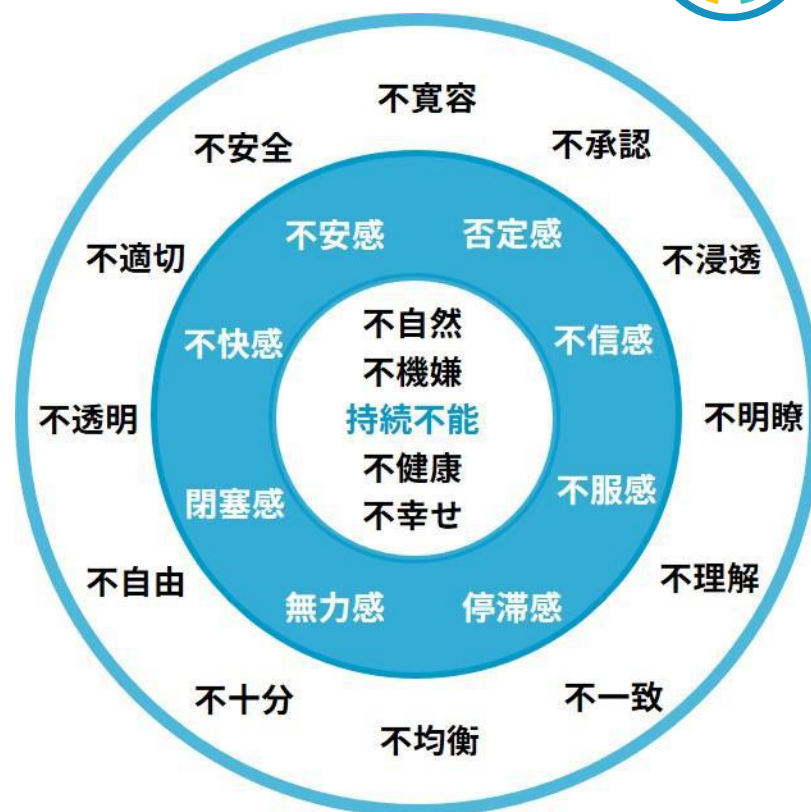 不寛容
不承認
不浸透
不明瞭
不理解
不一致
不均衡
不十分
不自由
不透明
不適切
不安全
不安感
否定感
不信感
不服感
停滞感
無力感
閉塞感
不快感
不自然
不機嫌
持続不能
不健康
不幸せ